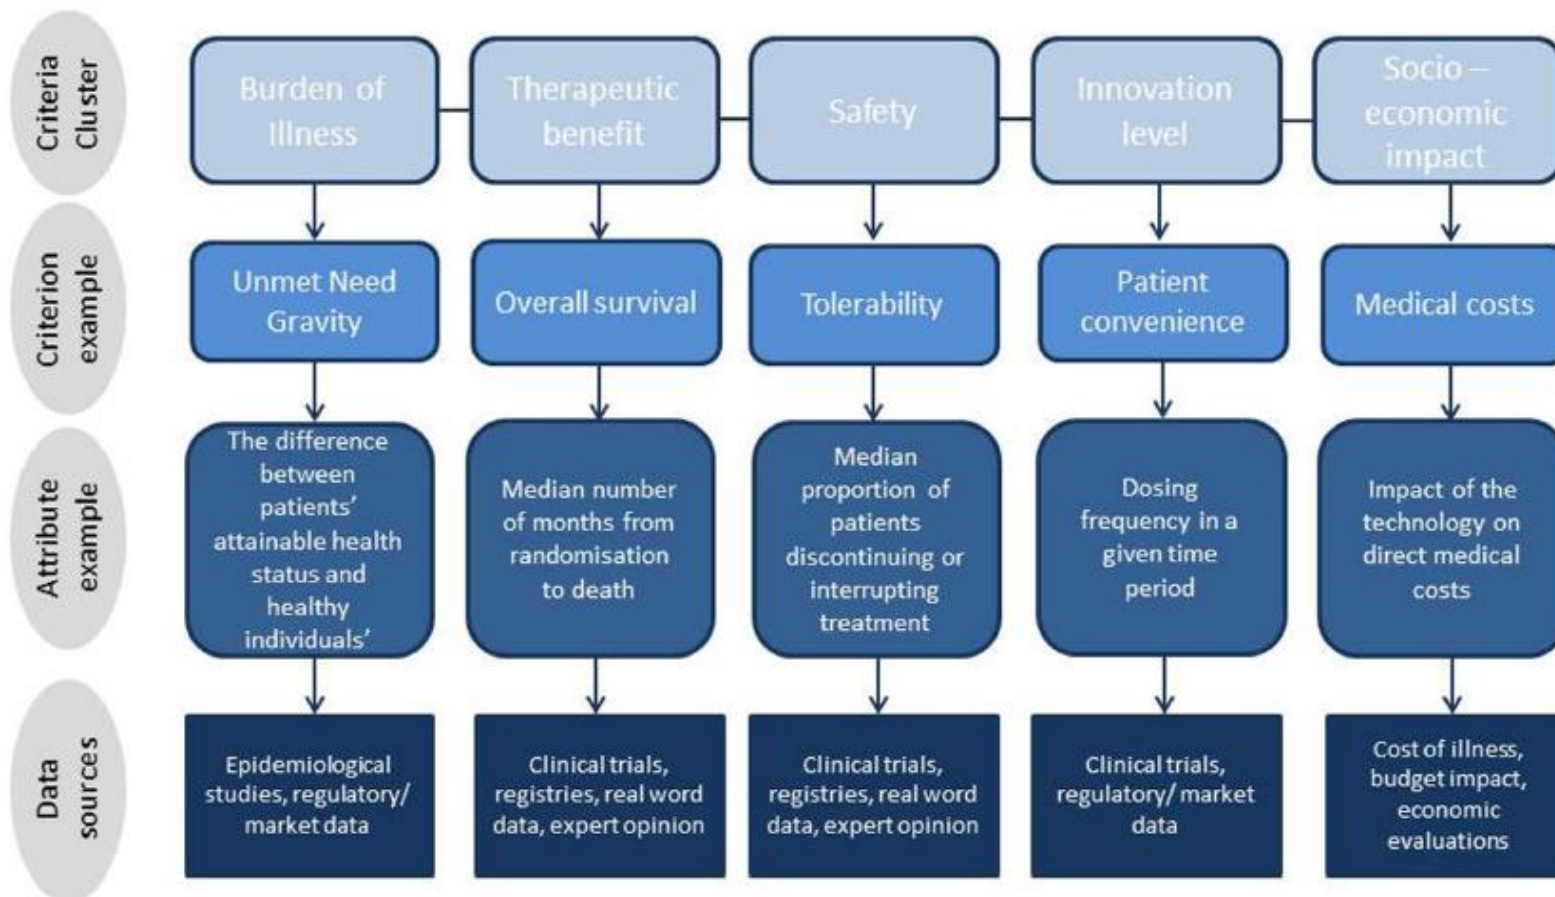 Criteria
Cluster
Burden of
Illness
Therapeutic
benefit
Safety
Innovation
level
Socio –
economic
impact
Criterion
example
Unmet Need
Gravity
Overall survival
Tolerability
Patient
convenience
Medical costs
Attribute
example
The difference
between
patients’
attainable health
status and
healthy
individuals’
Median number
of months from
randomisation
to death
Median
proportion of
patients
discontinuing or
interrupting
treatment
Dosing
frequency in a
given time
period
Impact of the
technology on
direct medical
costs
Data
sources
Epidemiological
studies, regulatory/
market data
Clinical trials,
registries, real word
data, expert opinion
Clinical trials,
registries, real word
data, expert opinion
Clinical trials,
regulatory/ market
data
Cost of illness,
budget impact,
economic
evaluations